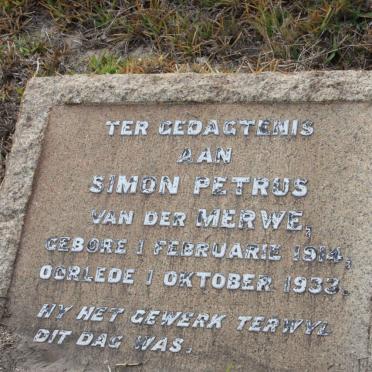 TER GEDAGTENIS
AAN
SIMON PETRUS
VAN DER MERWE,
GEBORE 1 FEBRUARIE 1914,
OORLEDE 1 OKTOBER 1933.
HY HET GEWERK TERWYL
DIT DAG WAS.